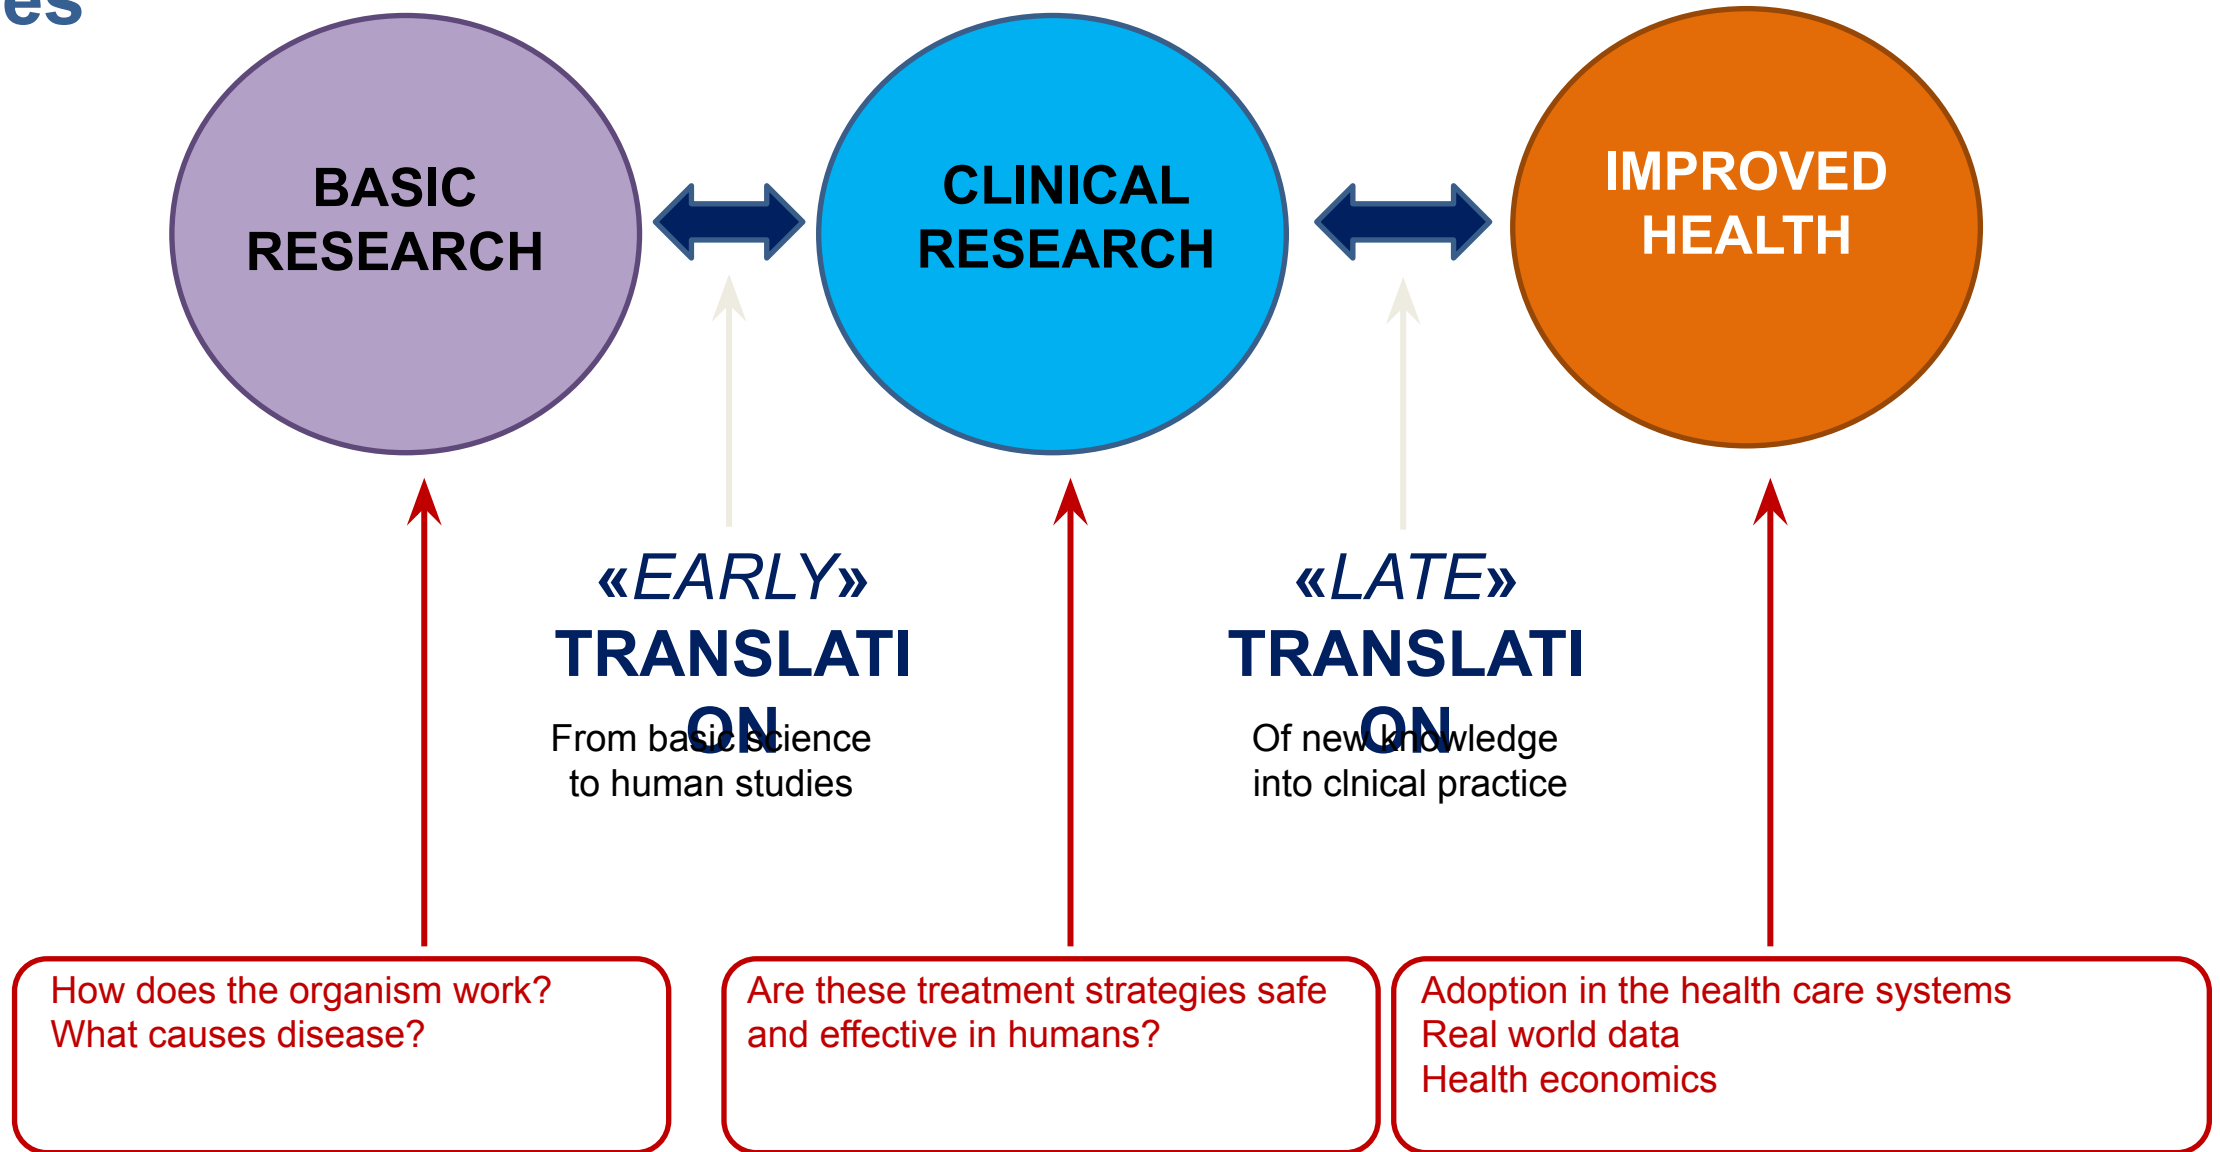 es
BASIC
RESEARCH
CLINICAL
RESEARCH
IMPROVED
HEALTH
«EARLY»
TRANSLATI
ON
From basic science
to human studies
«LATE»
TRANSLATI
ON
Of new knowledge
into clnical practice
How does the organism work?
What causes disease?
Are these treatment strategies safe
and effective in humans?
Adoption in the health care systems
Real world data
Health economics